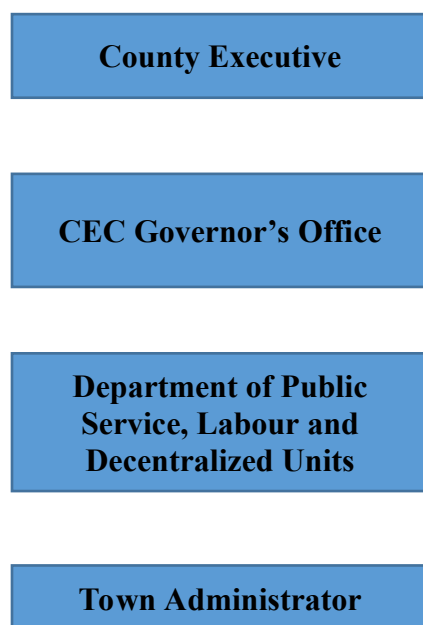 County Executive
CEC Governor’s Office
Department of Public
Service, Labour and
Decentralized Units
Town Administrator